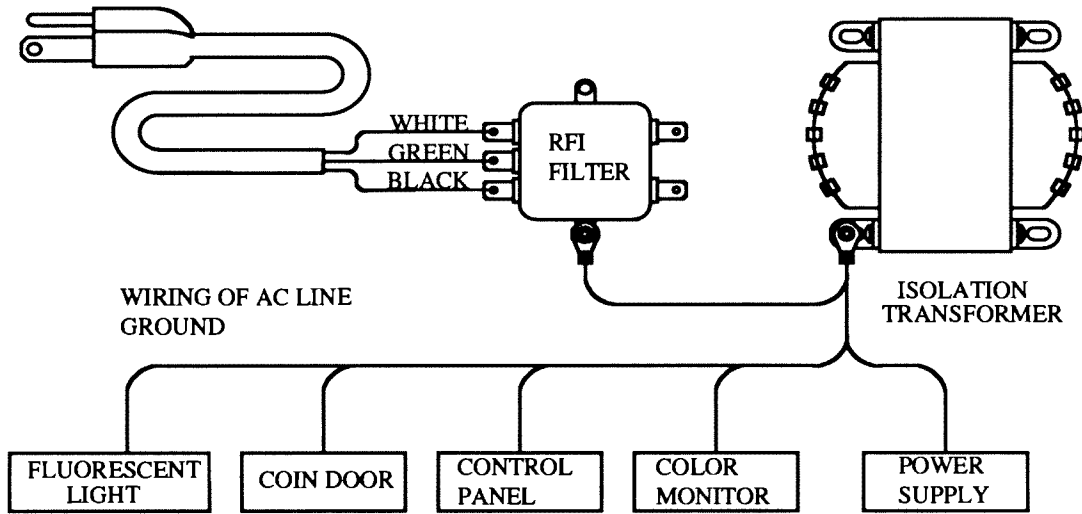 WHITE
GREEN
BLACK
RFI
FILTER
WIRING OF AC LINE
GROUND
ISOLATION
TRANSFORMER
FLUORESCENT
LIGHT
COIN DOOR
CONTROL
PANEL
COLOR
MONITOR
POWER
SUPPLY